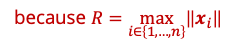 because R = max_{i∈{1,…,n}} ‖x_i‖